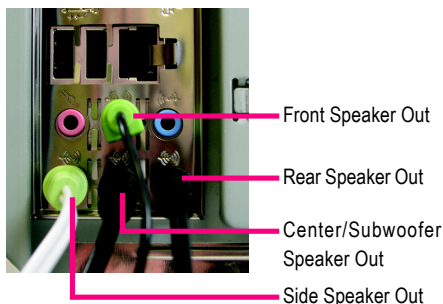 Front Speaker Out
Rear Speaker Out
Center/Subwoofer
Speaker Out
Side Speaker Out